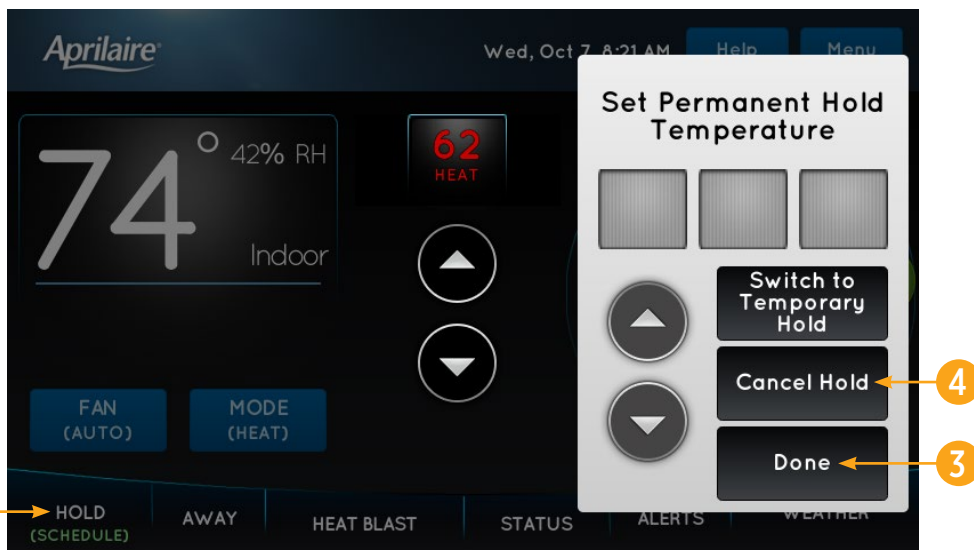 Aprilaire®
Wed, Oct 7 8:21 AM
Help
Menu
74° 42% RH
Indoor
62
HEAT
FAN
(AUTO)
MODE
(HEAT)
Set Permanent Hold
Temperature
Switch to
Temporary
Hold
Cancel Hold
4
Done
3
HOLD
(SCHEDULE)
AWAY
HEAT BLAST
STATUS
ALERTS
WEATHER